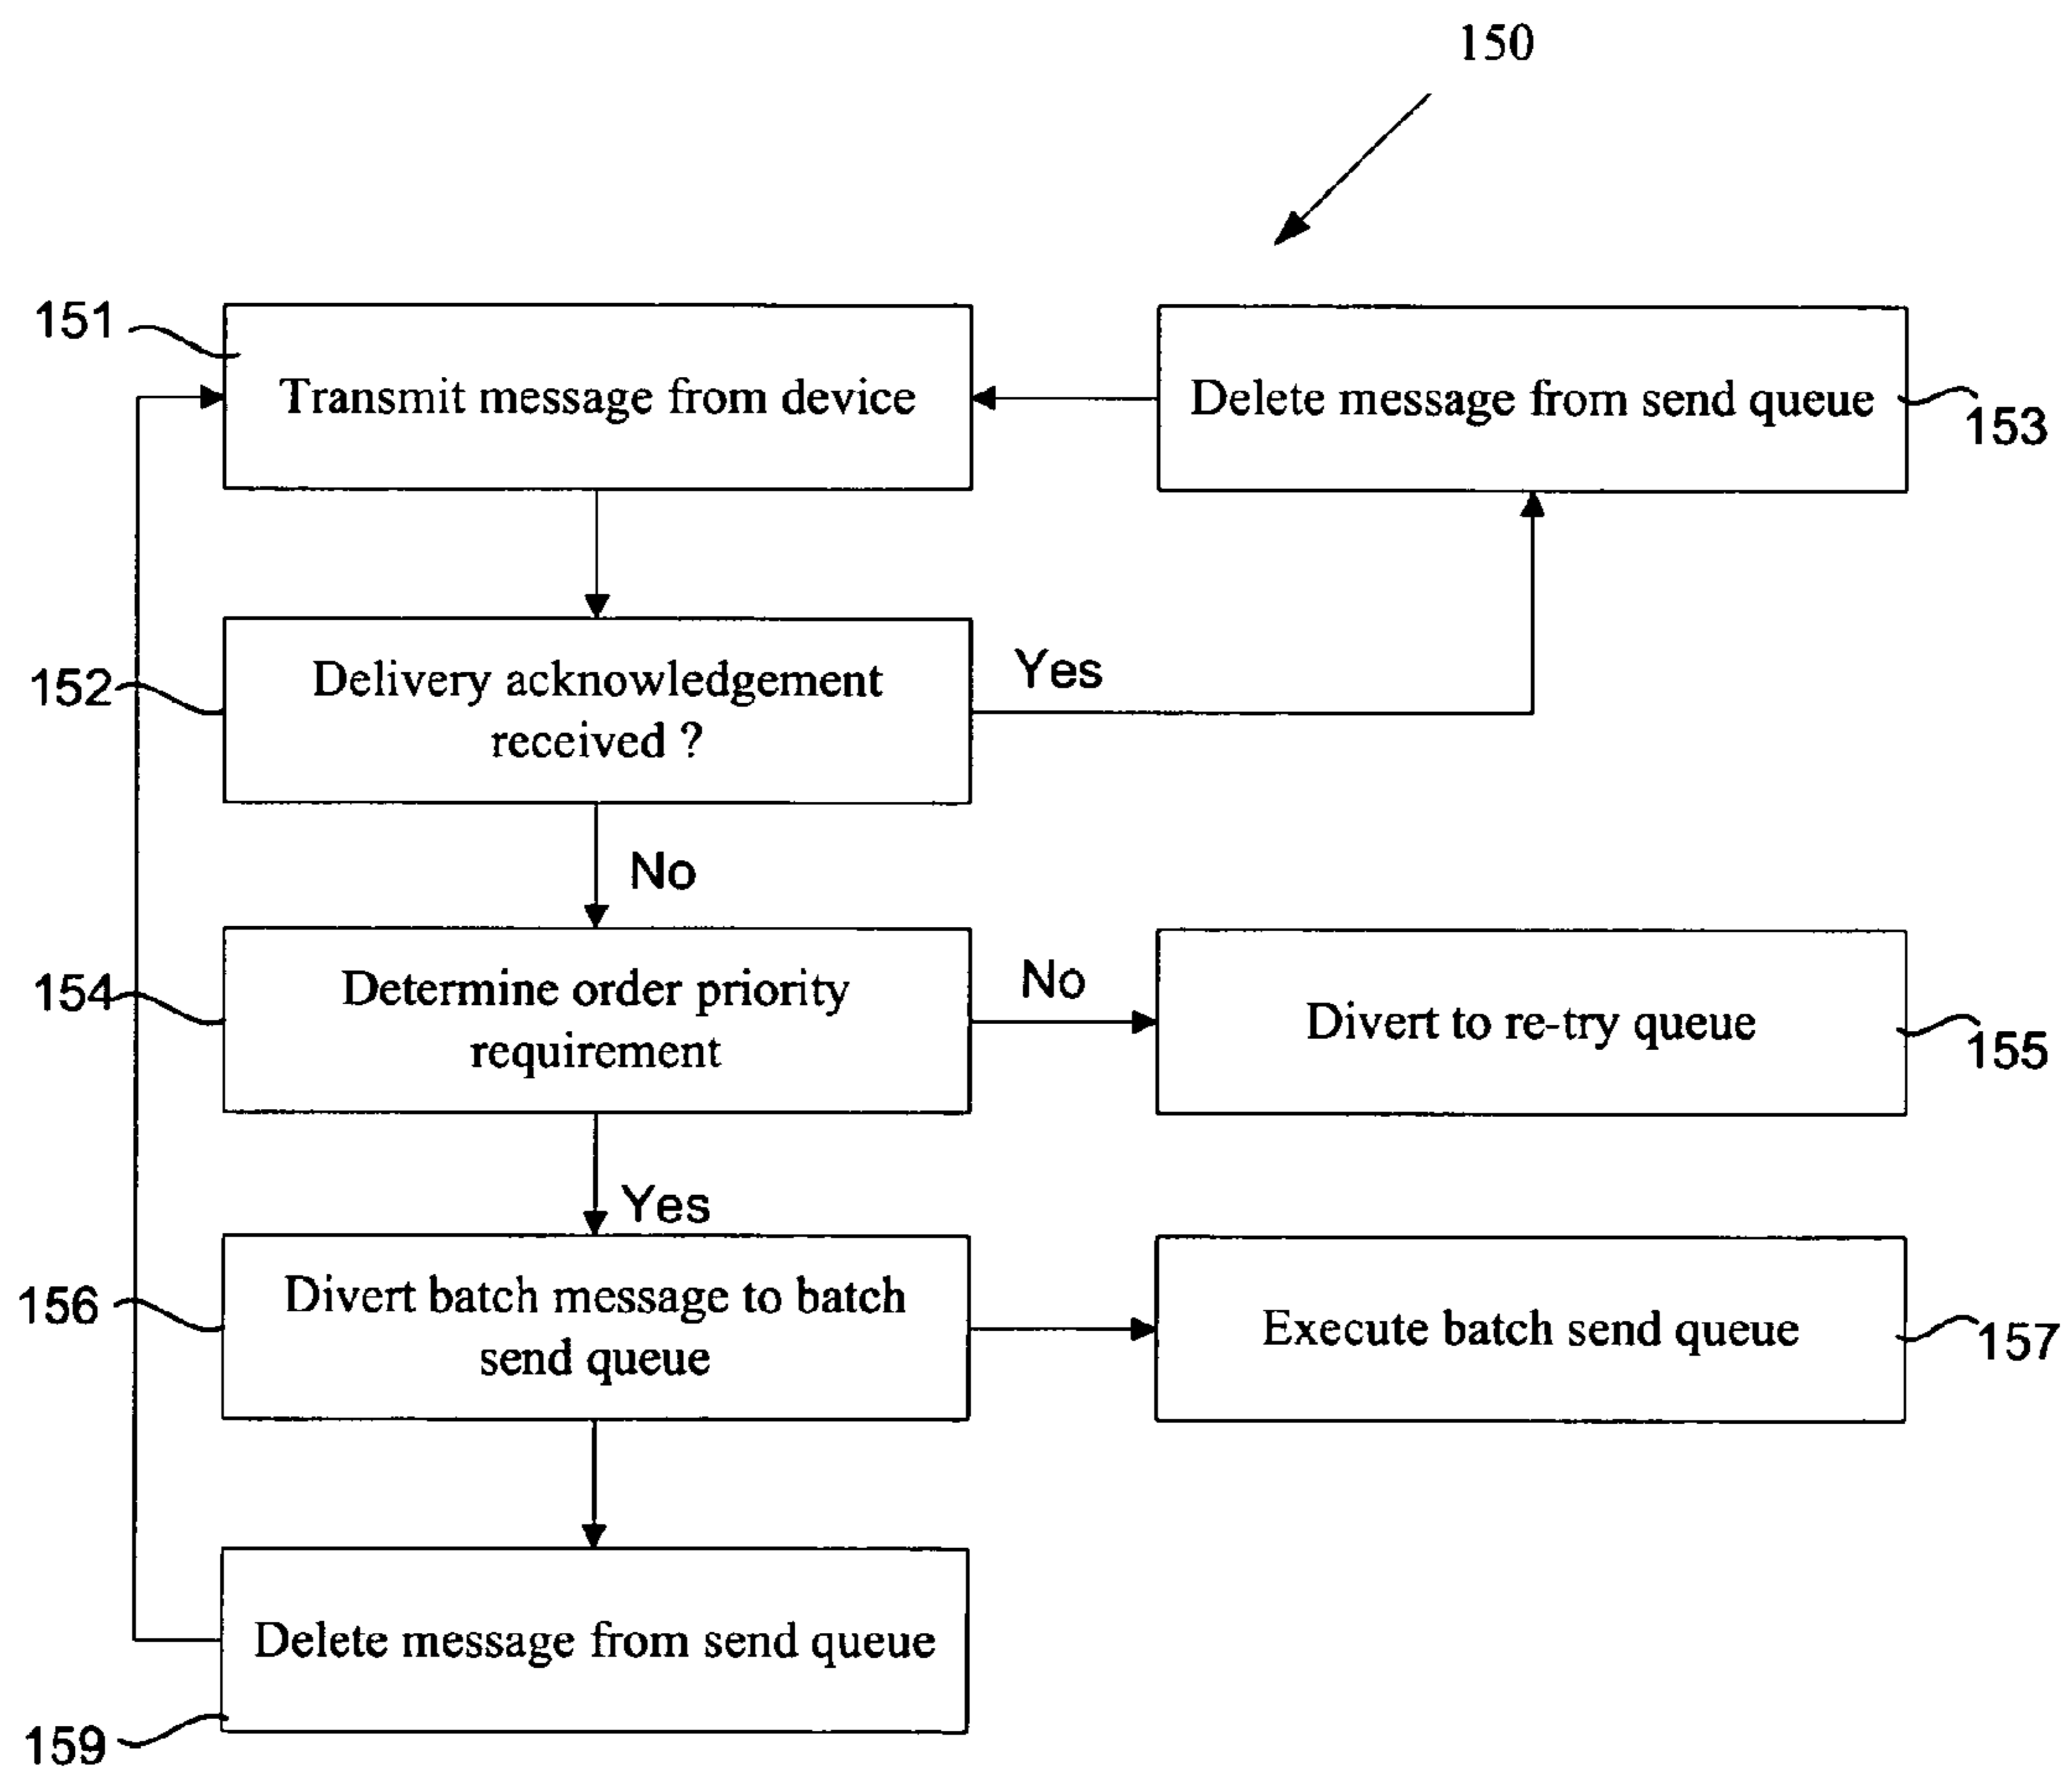 150
151
Transmit message from device
Delete message from send queue
153
152
Delivery acknowledgement
received ?
Yes
No
154
Determine order priority
requirement
No
Divert to re-try queue
155
Yes
156
Divert batch message to batch
send queue
Execute batch send queue
157
Delete message from send queue
159